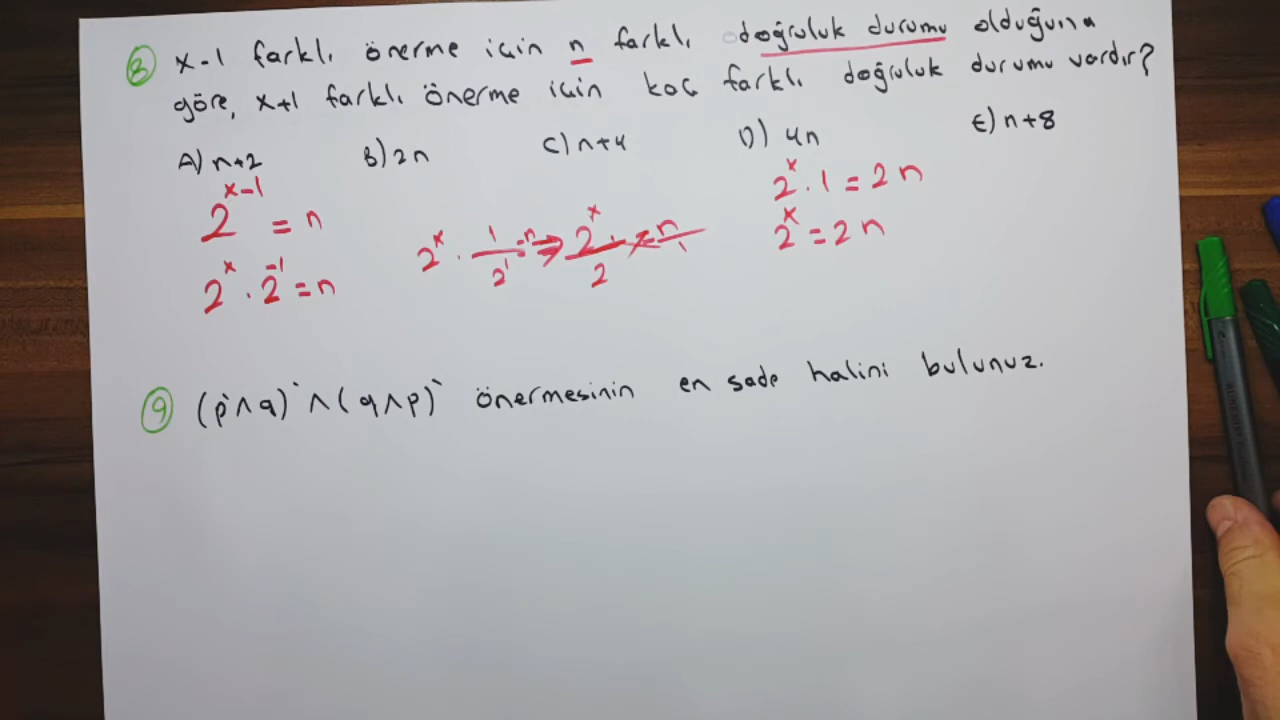 8 x-1 farklı önerme için n farklı doğruluk durumu olduğuna
göre, x+1 farklı önerme için kaç farklı doğruluk durumu vardır?
A) n+2 B) 2n C) n+4 D) 4n E) n+8
2^(x-1) = n
2^x · 2^(-1) = n
2^x · 1/2^1 = n ⇒ 2^x/2 = n/1
2^x · 1 = 2n
2^x = 2n
9 (p'∧q)' ∧ (q∧p)' önermesinin en sade halini bulunuz.